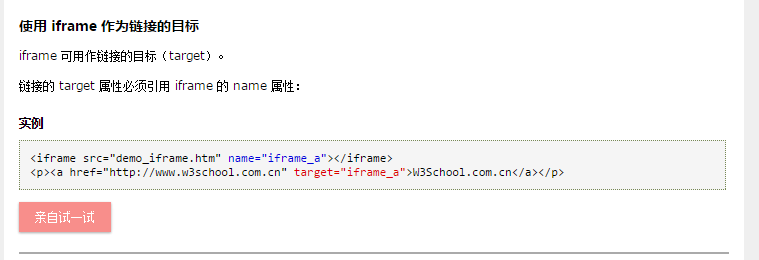 使用 iframe 作为链接的目标
iframe 可用作链接的目标（target）。
链接的 target 属性必须引用 iframe 的 name 属性：
实例
<iframe src="demo_iframe.htm" name="iframe_a"></iframe>
<p><a href="http://www.w3school.com.cn" target="iframe_a">W3School.com.cn</a></p>
亲自试一试